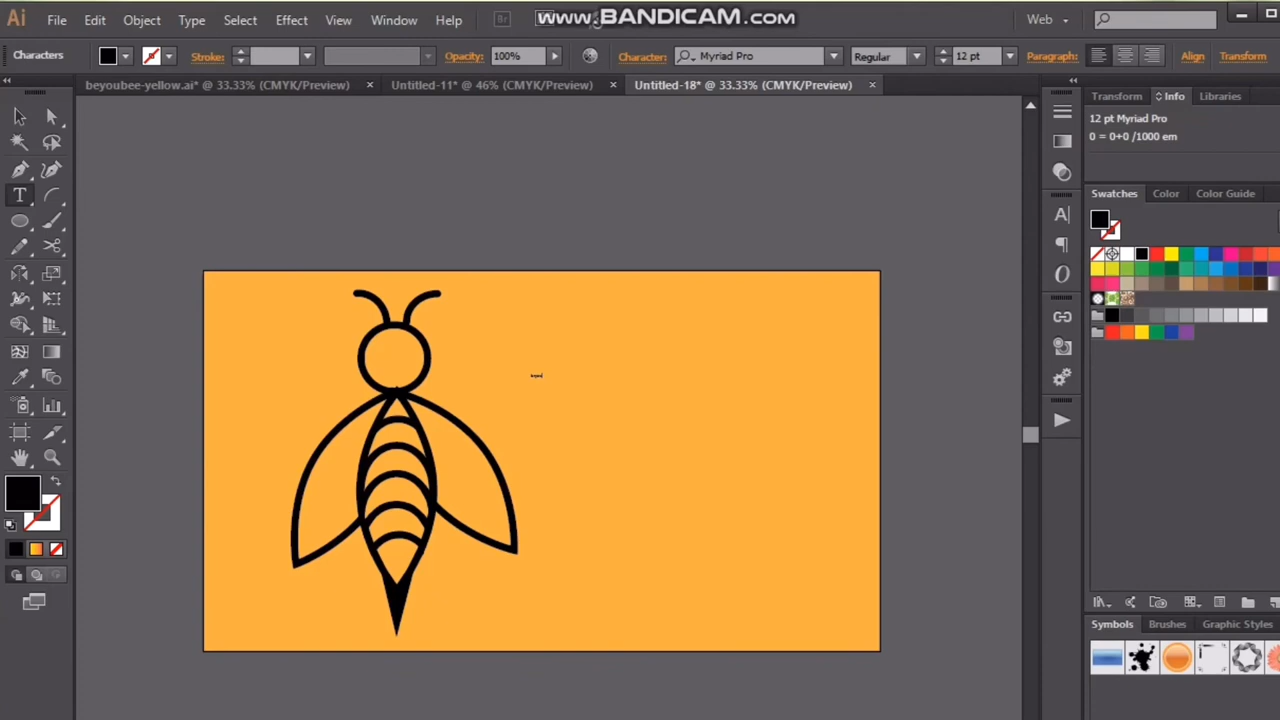 Ai File Edit Object Type Select Effect View Window Help Br www.BANDICAM.com Web
Characters Stroke: Opacity: 100% Character: Myriad Pro Regular 12 pt Paragraph: Align Transform
beyoubee-yellow.ai* @ 33.33% (CMYK/Preview) Untitled-11* @ 46% (CMYK/Preview) Untitled-18* @ 33.33% (CMYK/Preview)
Transform Info Libraries
12 pt Myriad Pro
0 = 0+0 /1000 em
Swatches Color Color Guide
Symbols Brushes Graphic Styles